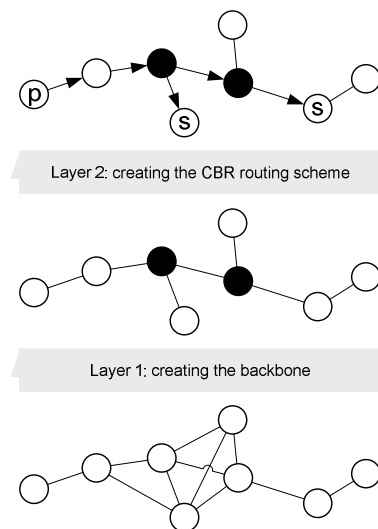 p
s
s
Layer 2: creating the CBR routing scheme
Layer 1: creating the backbone